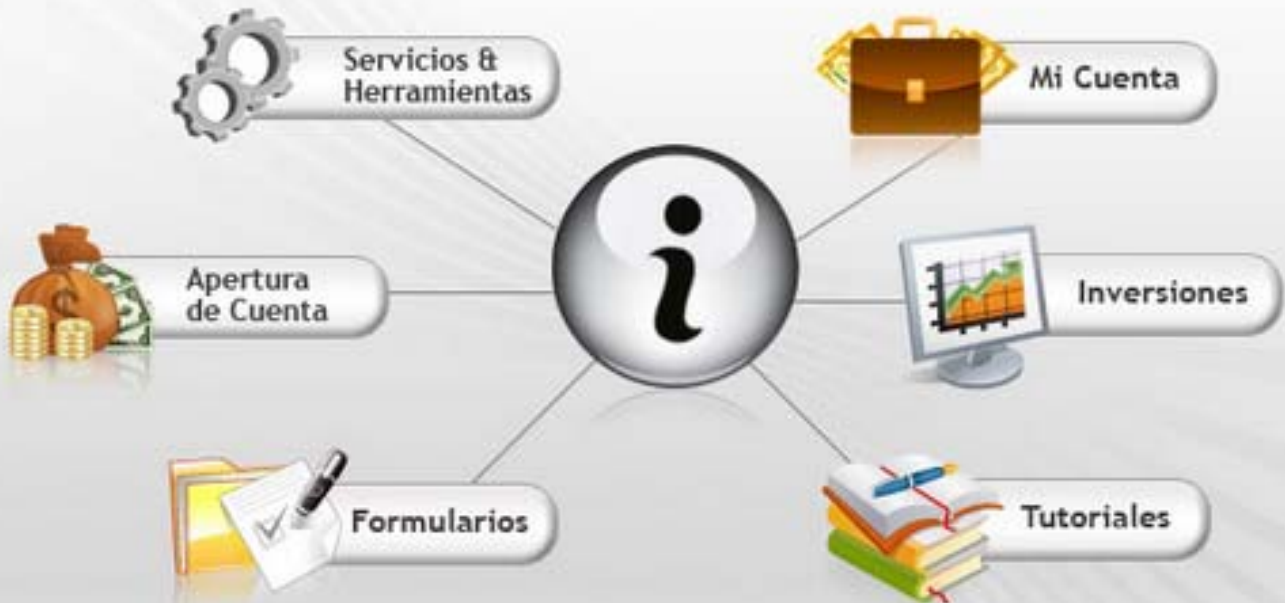 Servicios &
Herramientas
Mi Cuenta
Apertura
de Cuenta
Inversiones
Formularios
Tutoriales